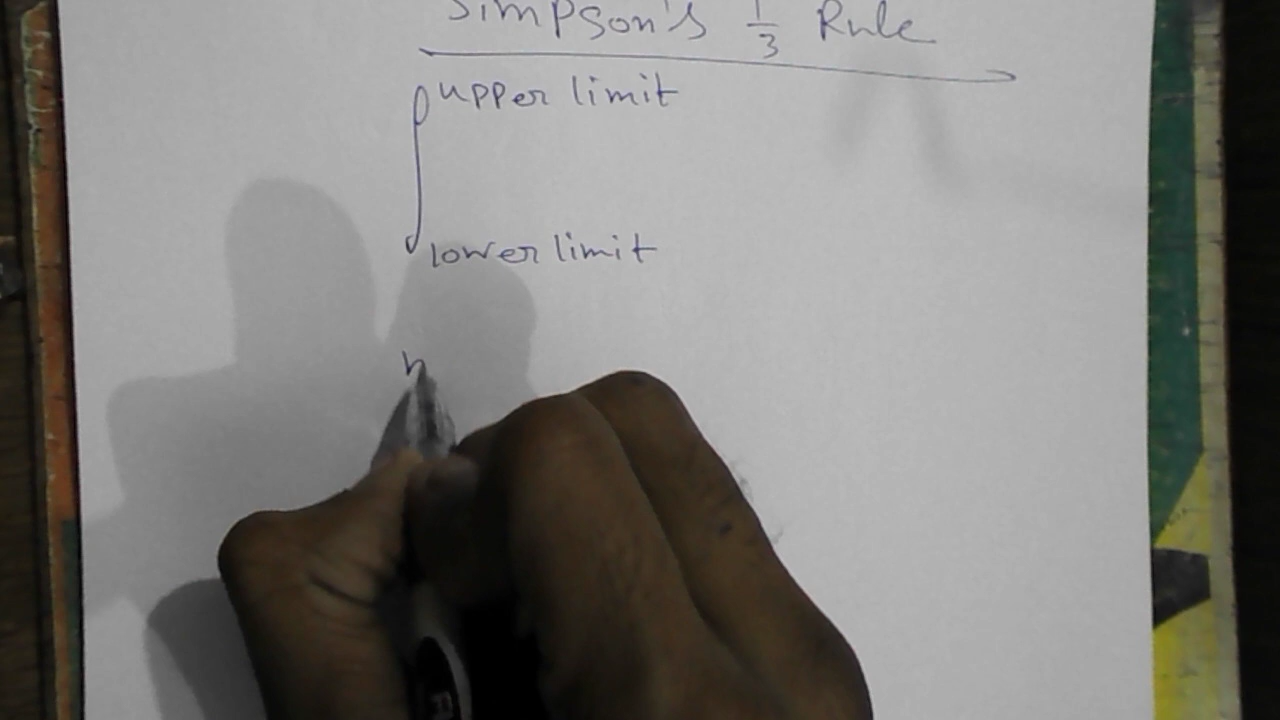 Simpson's 1/3 Rule
∫ upper limit
lower limit
h